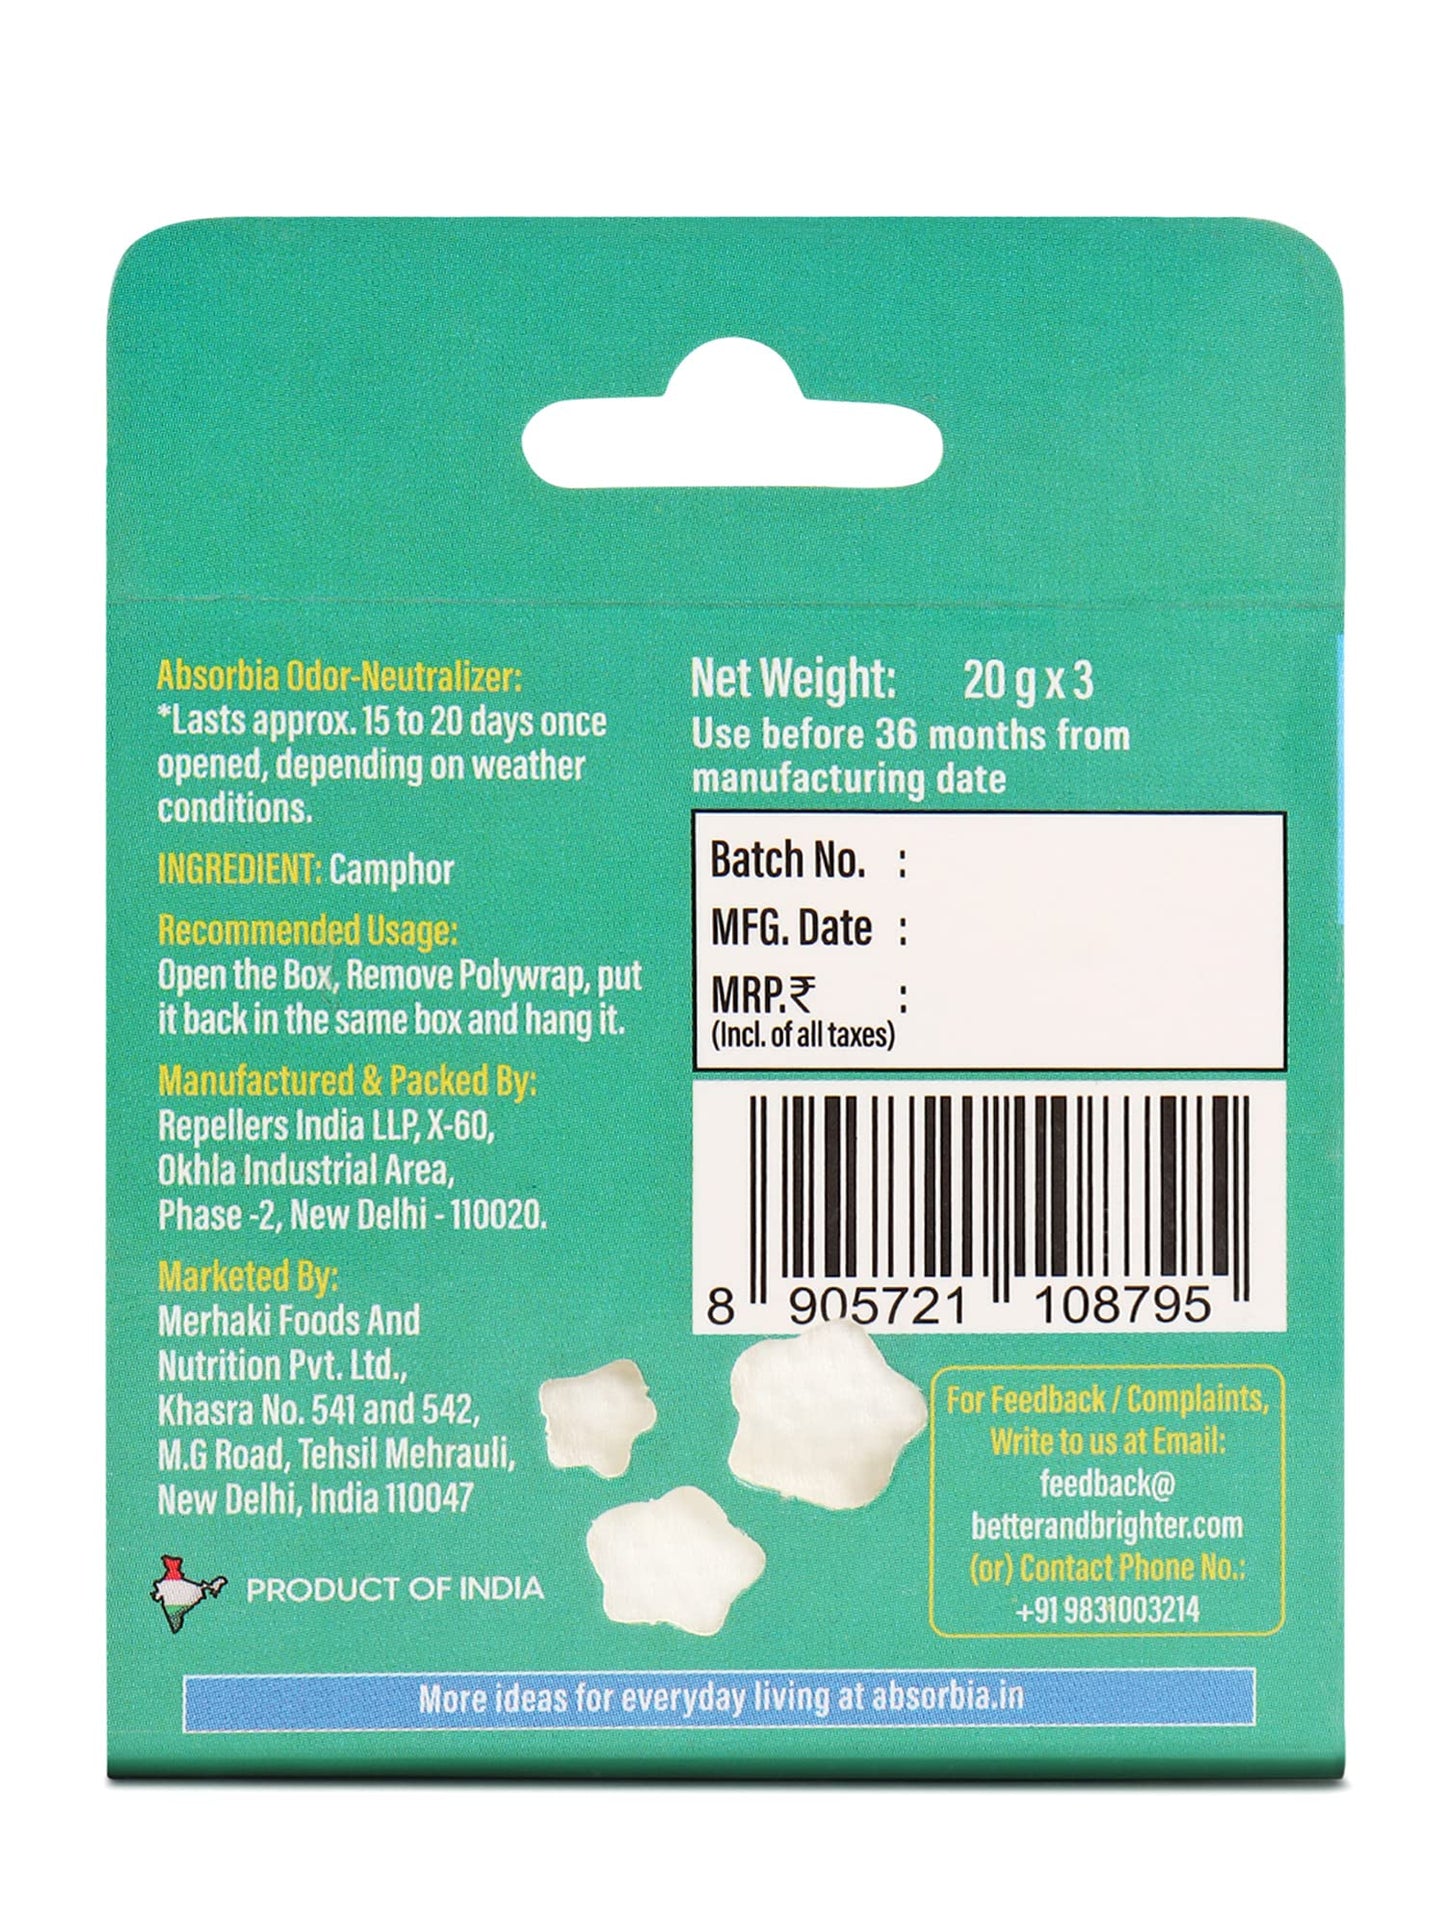 Absorbia Odor-Neutralizer:
*Lasts approx. 15 to 20 days once
opened, depending on weather
conditions.
INGREDIENT: Camphor
Recommended Usage:
Open the Box, Remove Polywrap, put
it back in the same box and hang it.
Manufactured & Packed By:
Repellers India LLP, X-60,
Okhla Industrial Area,
Phase -2, New Delhi - 110020.
Marketed By:
Merhaki Foods And
Nutrition Pvt. Ltd.,
Khasra No. 541 and 542,
M.G Road, Tehsil Mehrauli,
New Delhi, India 110047
PRODUCT OF INDIA
Net Weight: 20 g x 3
Use before 36 months from
manufacturing date
Batch No. :
MFG. Date :
MRP.₹ :
(Incl. of all taxes)
8 905721 108795
For Feedback / Complaints,
Write to us at Email:
feedback@
betterandbrighter.com
(or) Contact Phone No.:
+91 9831003214
More ideas for everyday living at absorbia.in